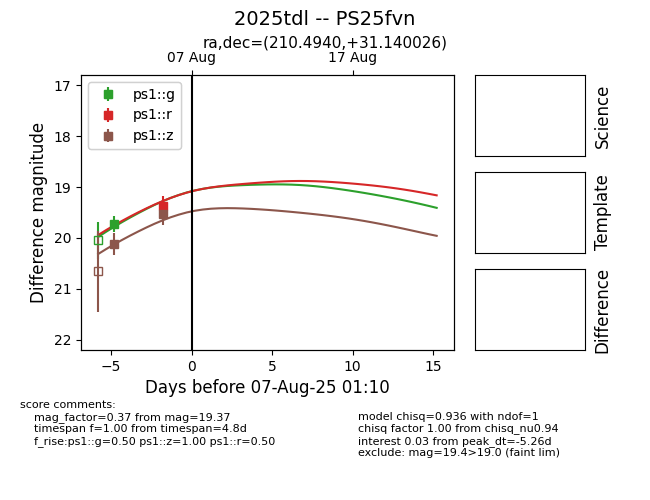 2025tdl -- PS25fvn
ra,dec=(210.4940,+31.140026)
07 Aug
17 Aug
ps1::g
ps1::r
ps1::z
17
18
19
20
21
22
Difference magnitude
−5
0
5
10
15
Days before 07-Aug-25 01:10
Science
Template
Difference
score comments:
mag_factor=0.37 from mag=19.37
timespan f=1.00 from timespan=4.8d
f_rise:ps1::g=0.50 ps1::z=1.00 ps1::r=0.50
model chisq=0.936 with ndof=1
chisq factor 1.00 from chisq_nu0.94
interest 0.03 from peak_dt=-5.26d
exclude: mag=19.4>19.0 (faint lim)